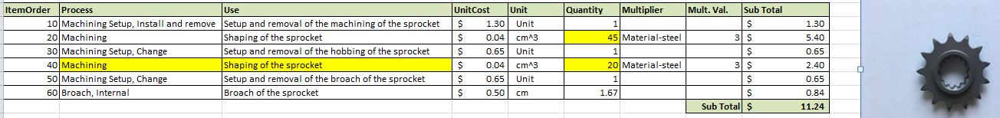 ItemOrder Process Use UnitCost Unit Quantity Multiplier Mult. Val. Sub Total
10 Machining Setup, Install and remove Setup and removal of the machining of the sprocket $ 1.30 Unit 1 $ 1.30
20 Machining Shaping of the sprocket $ 0.04 cm^3 45 Material-steel 3 $ 5.40
30 Machining Setup, Change Setup and removal of the hobbing of the sprocket $ 0.65 Unit 1 $ 0.65
40 Machining Shaping of the sprocket $ 0.04 cm^3 20 Material-steel 3 $ 2.40
50 Machining Setup, Change Setup and removal of the broach of the sprocket $ 0.65 Unit 1 $ 0.65
60 Broach, Internal Broach of the sprocket $ 0.50 cm 1.67 $ 0.84
Sub Total $ 11.24